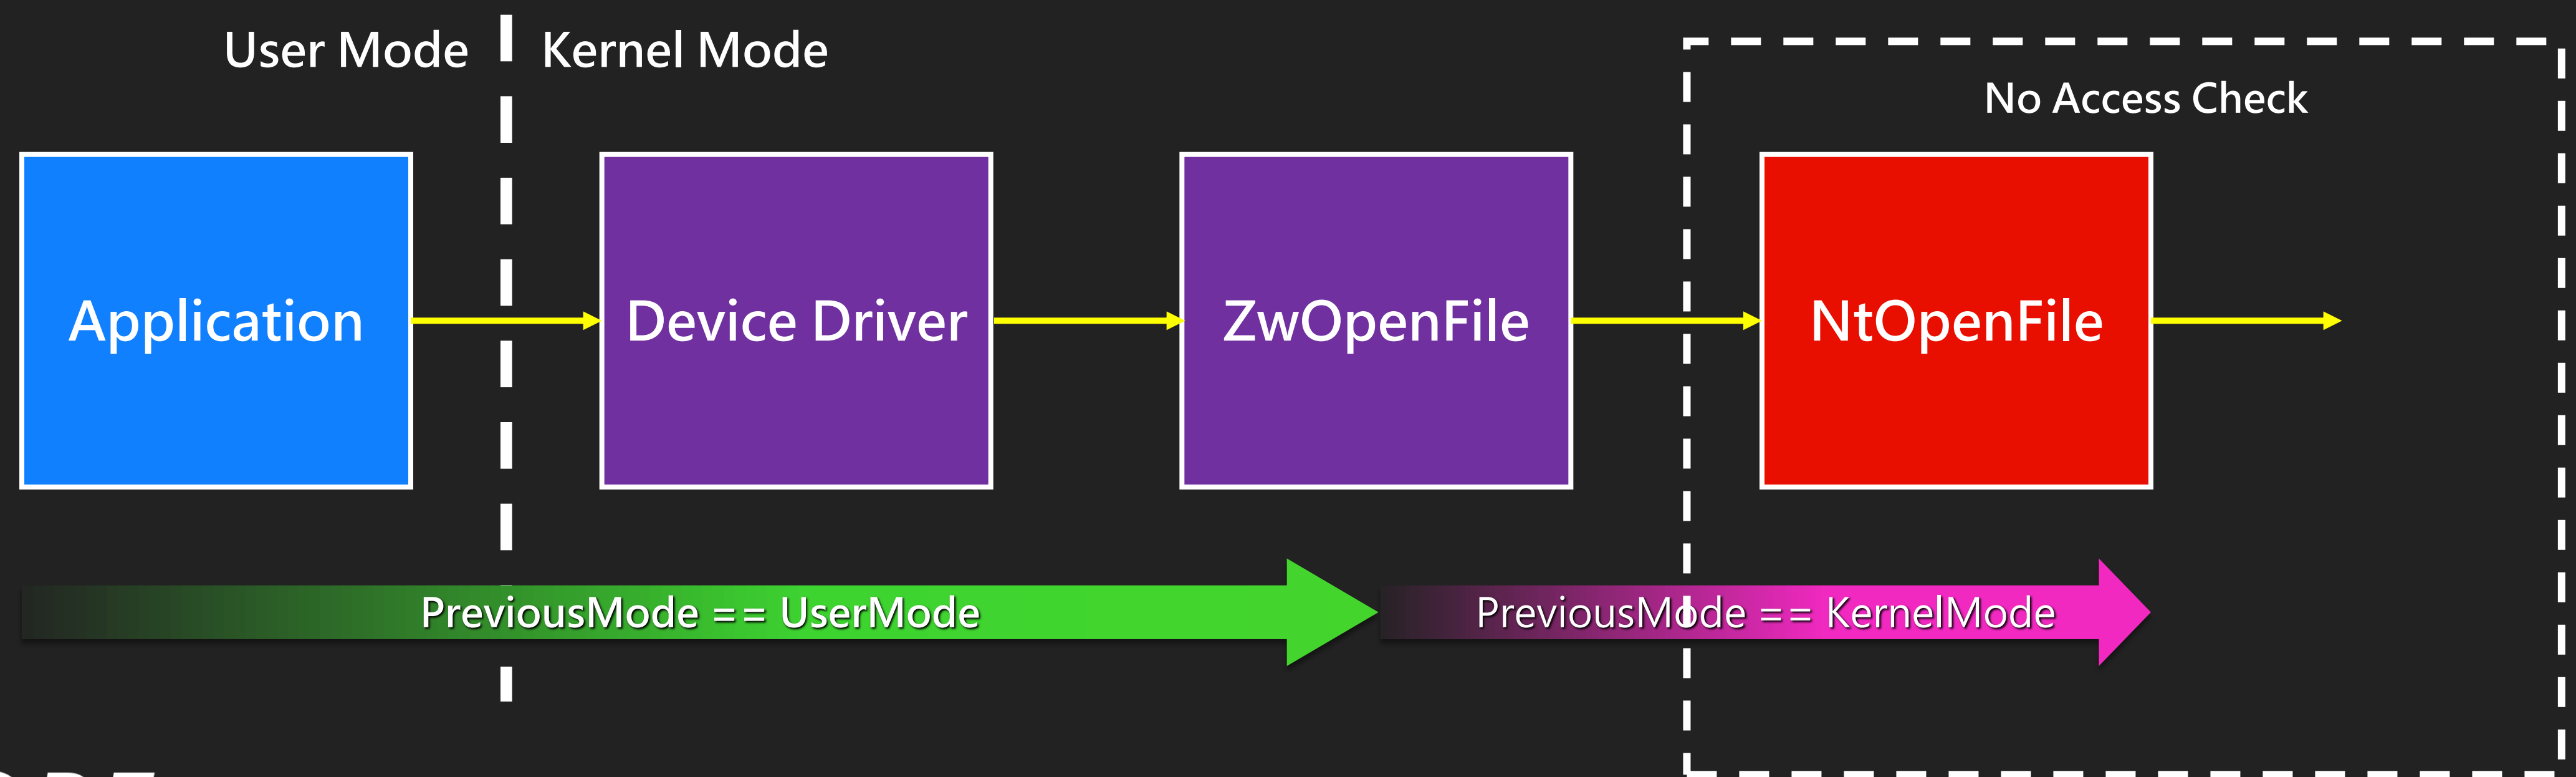 User Mode
Kernel Mode
No Access Check
Application
Device Driver
ZwOpenFile
NtOpenFile
PreviousMode == UserMode
PreviousMode == KernelMode